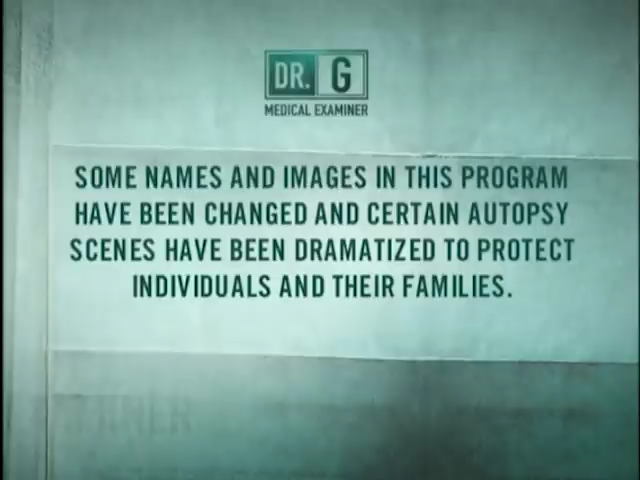 DR. G
MEDICAL EXAMINER
SOME NAMES AND IMAGES IN THIS PROGRAM
HAVE BEEN CHANGED AND CERTAIN AUTOPSY
SCENES HAVE BEEN DRAMATIZED TO PROTECT
INDIVIDUALS AND THEIR FAMILIES.